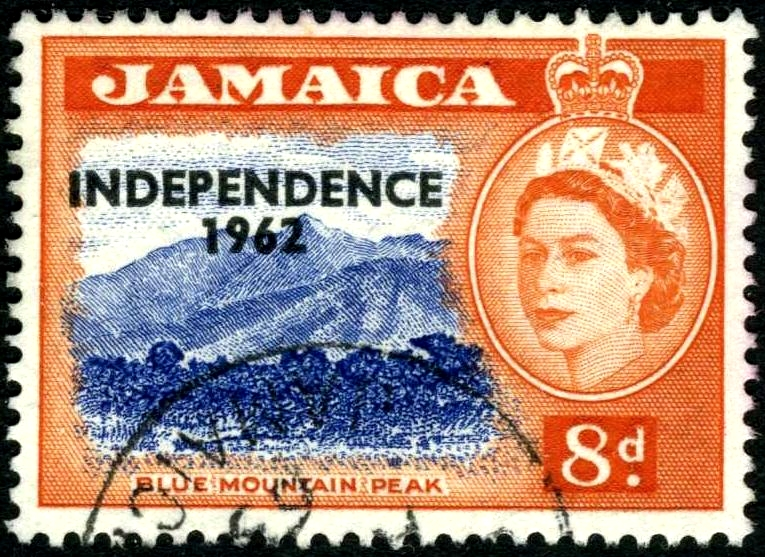 JAMAICA
INDEPENDENCE
1962
8d.
BLUE MOUNTAIN PEAK